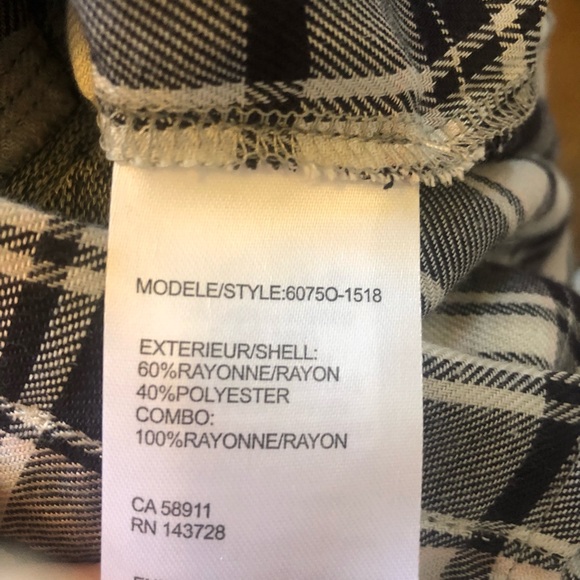 MODELE/STYLE:6075O-1518
EXTERIEUR/SHELL:
60%RAYONNE/RAYON
40%POLYESTER
COMBO:
100%RAYONNE/RAYON
CA 58911
RN 143728